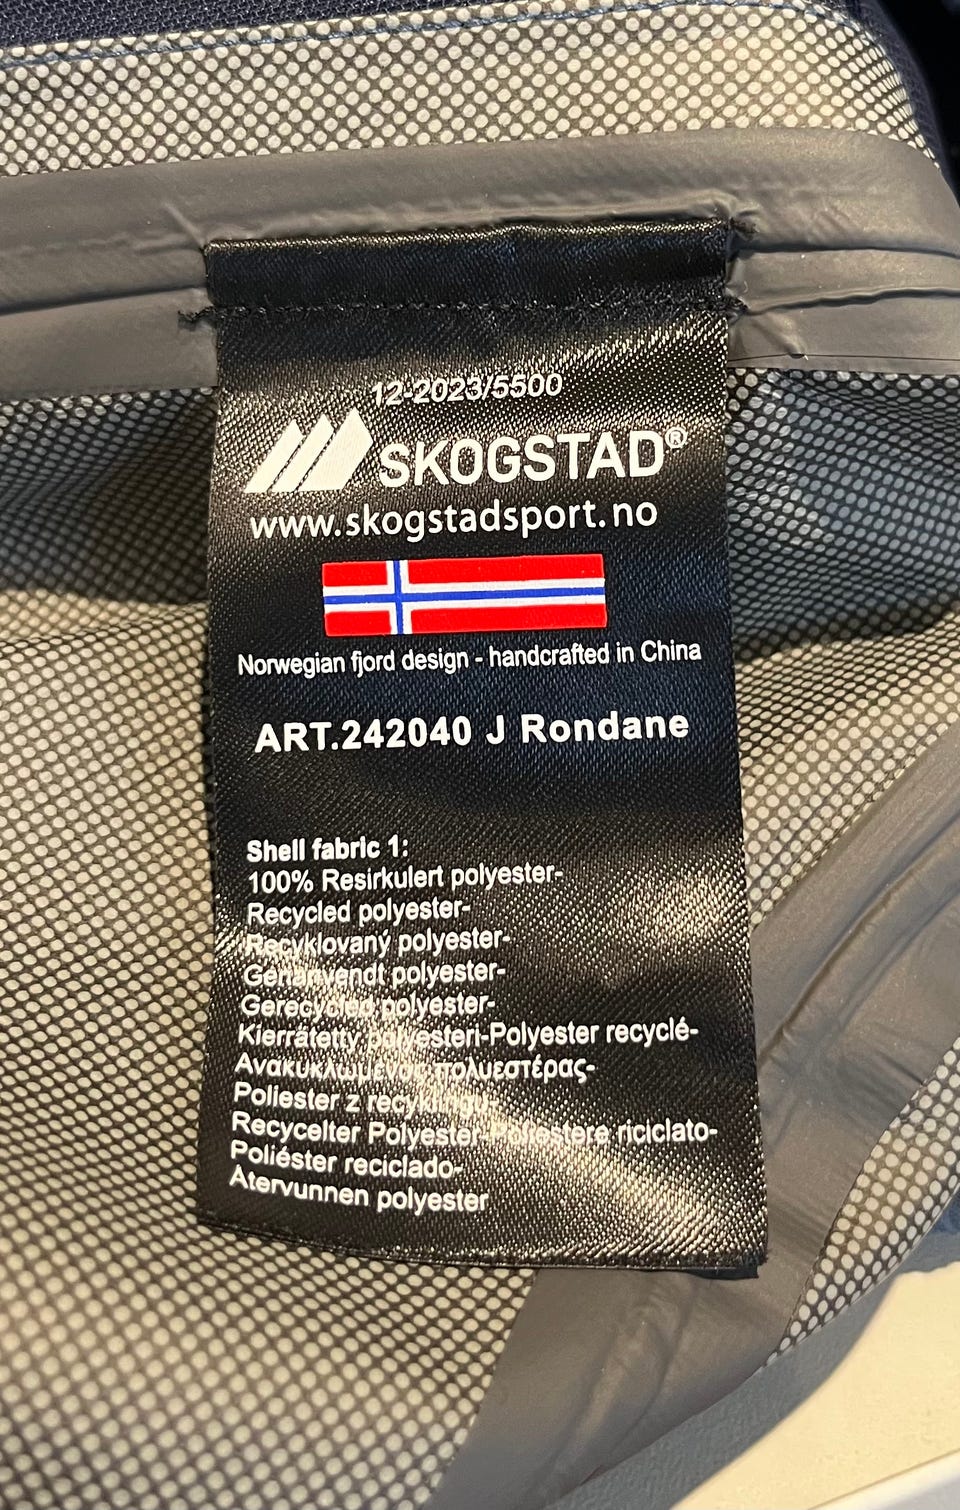 12-2023/5500
SKOGSTAD®
www.skogstadsport.no
Norwegian fjord design - handcrafted in China
ART.242040 J Rondane
Shell fabric 1:
100% Resirkulert polyester-
Recycled polyester-
Recyklovaný polyester-
Genanvendt polyester-
Gerecycled polyester-
Kierrätetty polyesteri-Polyester recyclé-
Ανακυκλωμένος πολυεστέρας-
Poliester z recyklingu-
Recycelter Polyester-Poliestere riciclato-
Poliéster reciclado-
Återvunnen polyester